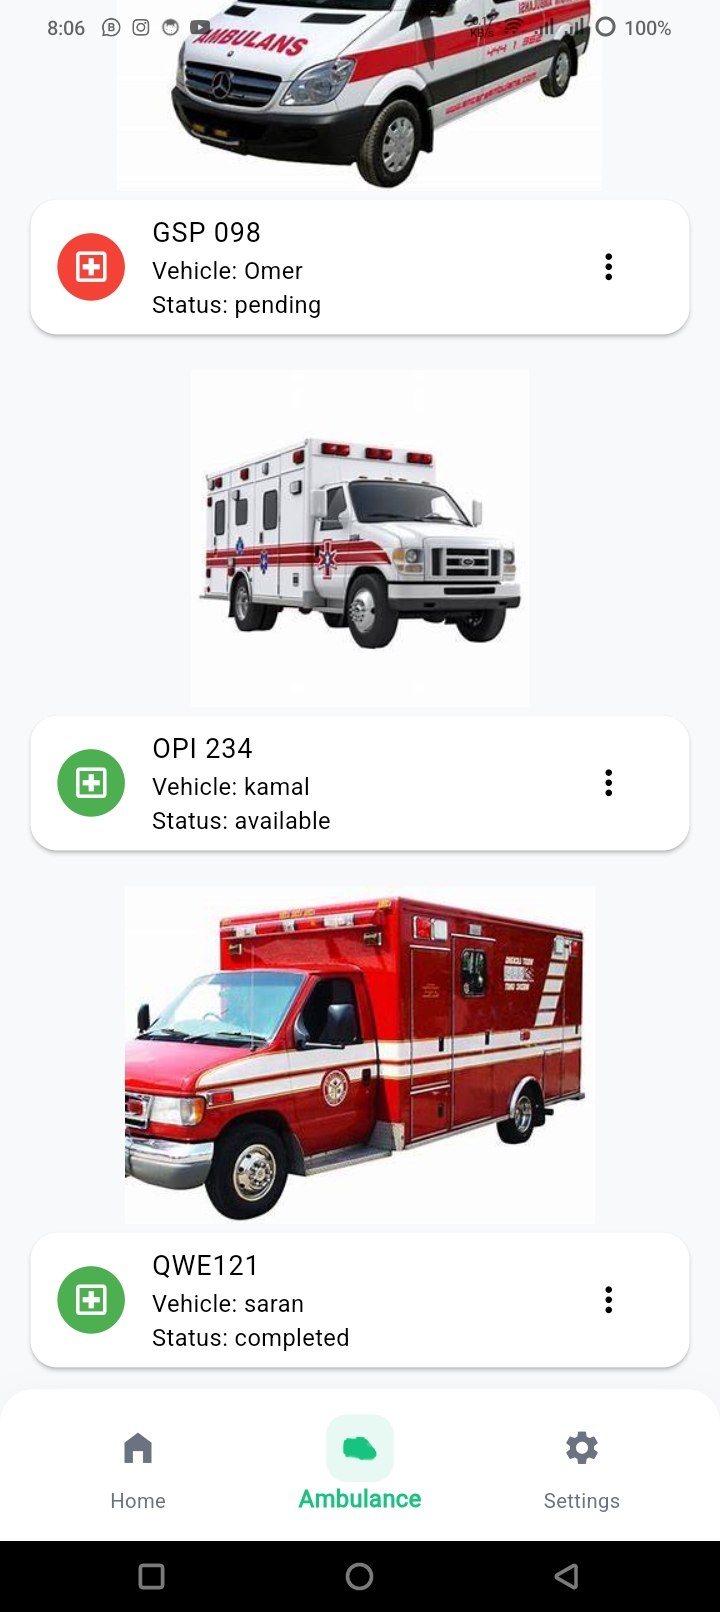 8:06
100%
AMBULANS
GSP 098
Vehicle: Omer
Status: pending
OPI 234
Vehicle: kamal
Status: available
QWE121
Vehicle: saran
Status: completed
Home
Ambulance
Settings